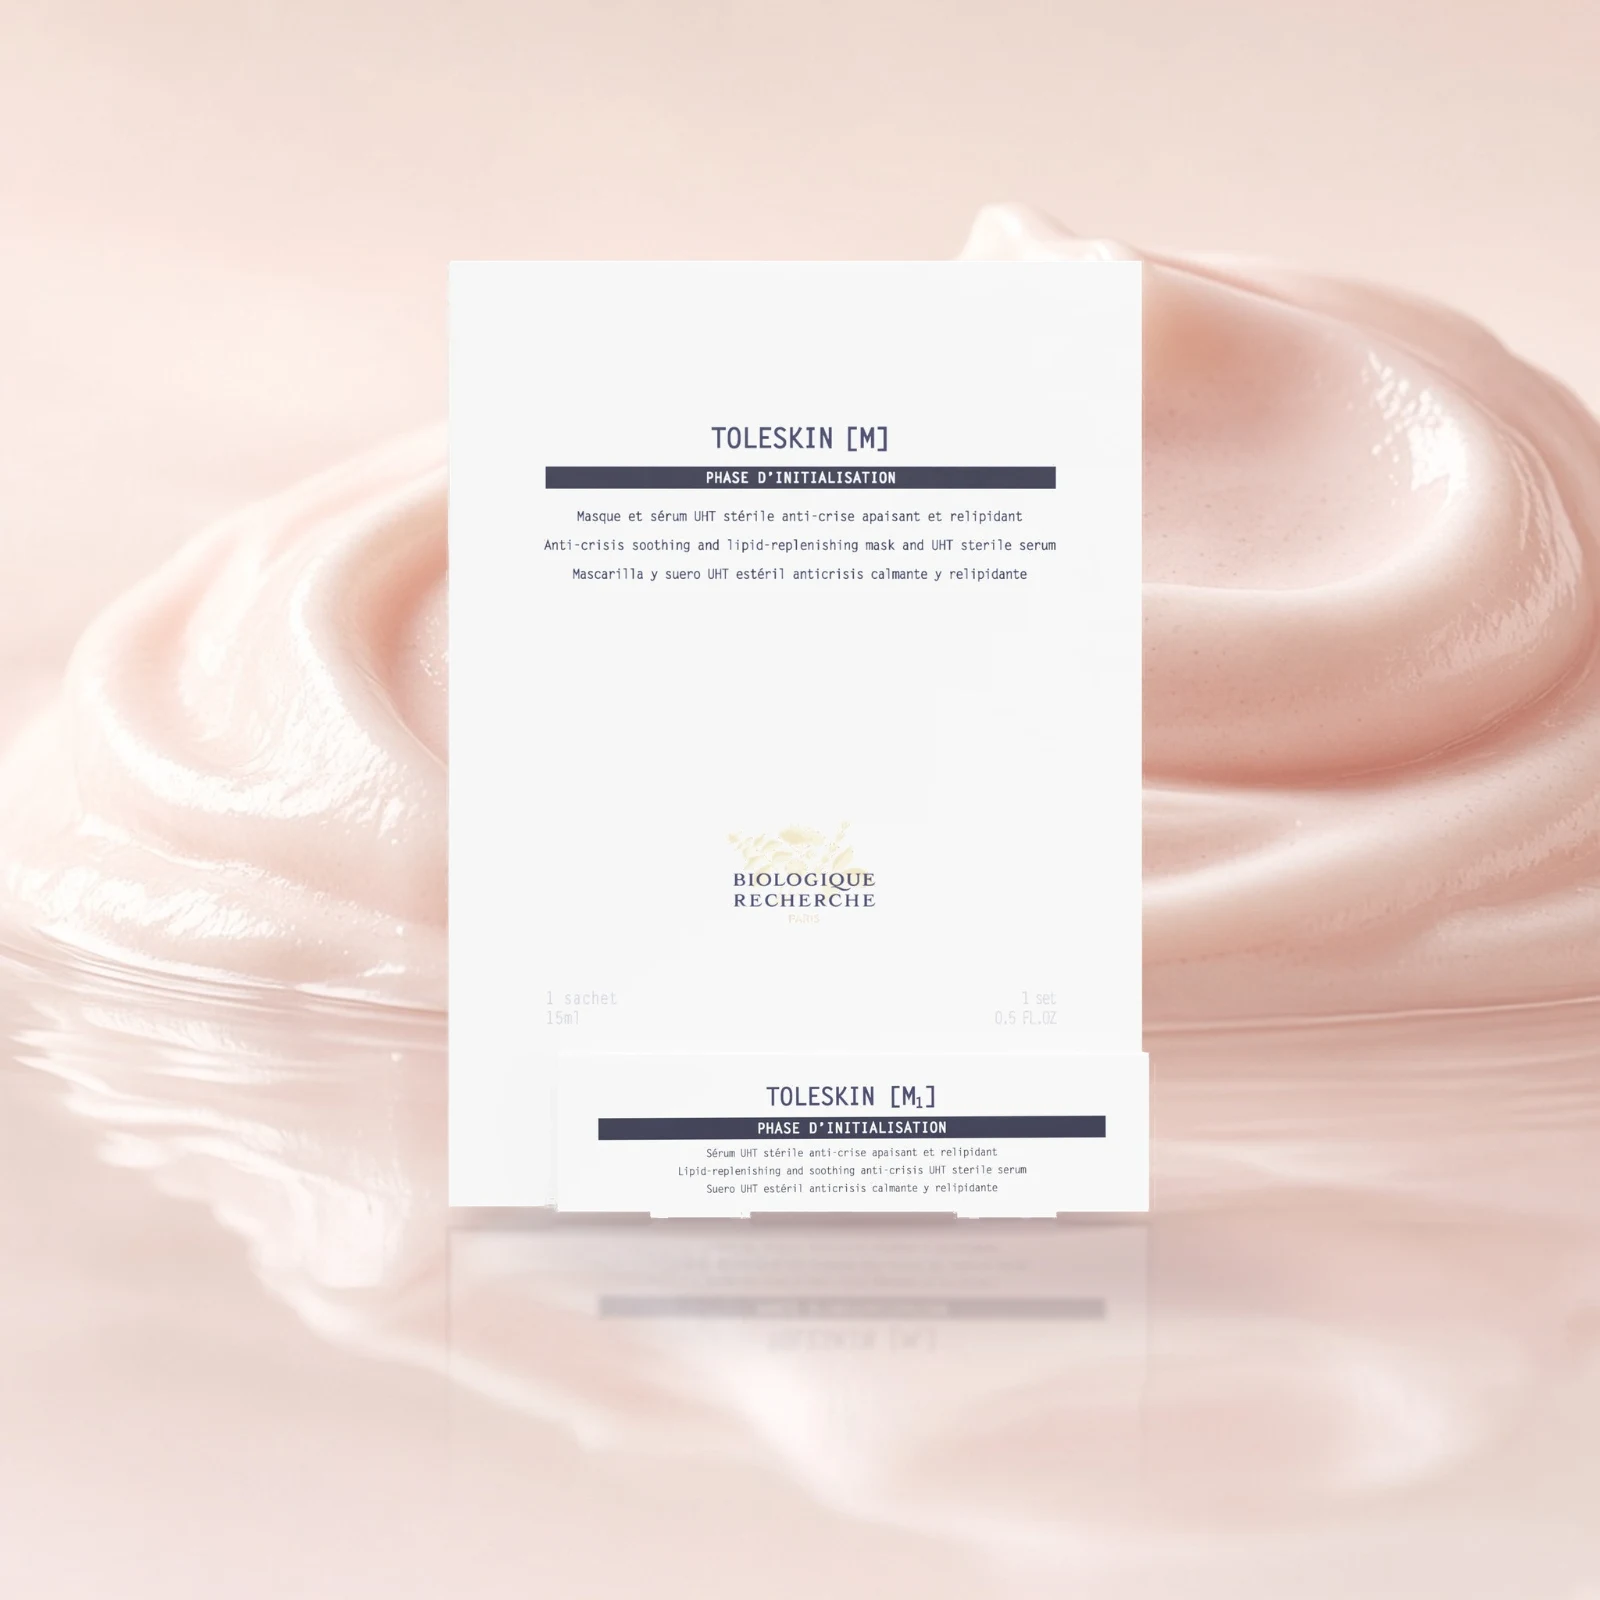 TOLESKIN [M]
PHASE D'INITIALISATION
Masque et sérum UHT stérile anti-crise apaisant et relipidant
Anti-crisis soothing and lipid-replenishing mask and UHT sterile serum
Mascarilla y suero UHT estéril anticrisis calmante y relipidante
BIOLOGIQUE
RECHERCHE
PARIS
1 sachet
15ml
1 set
0.5 FL.OZ
TOLESKIN [M₁]
PHASE D'INITIALISATION
Sérum UHT stérile anti-crise apaisant et relipidant
Lipid-replenishing and soothing anti-crisis UHT sterile serum
Suero UHT estéril anticrisis calmante y relipidante